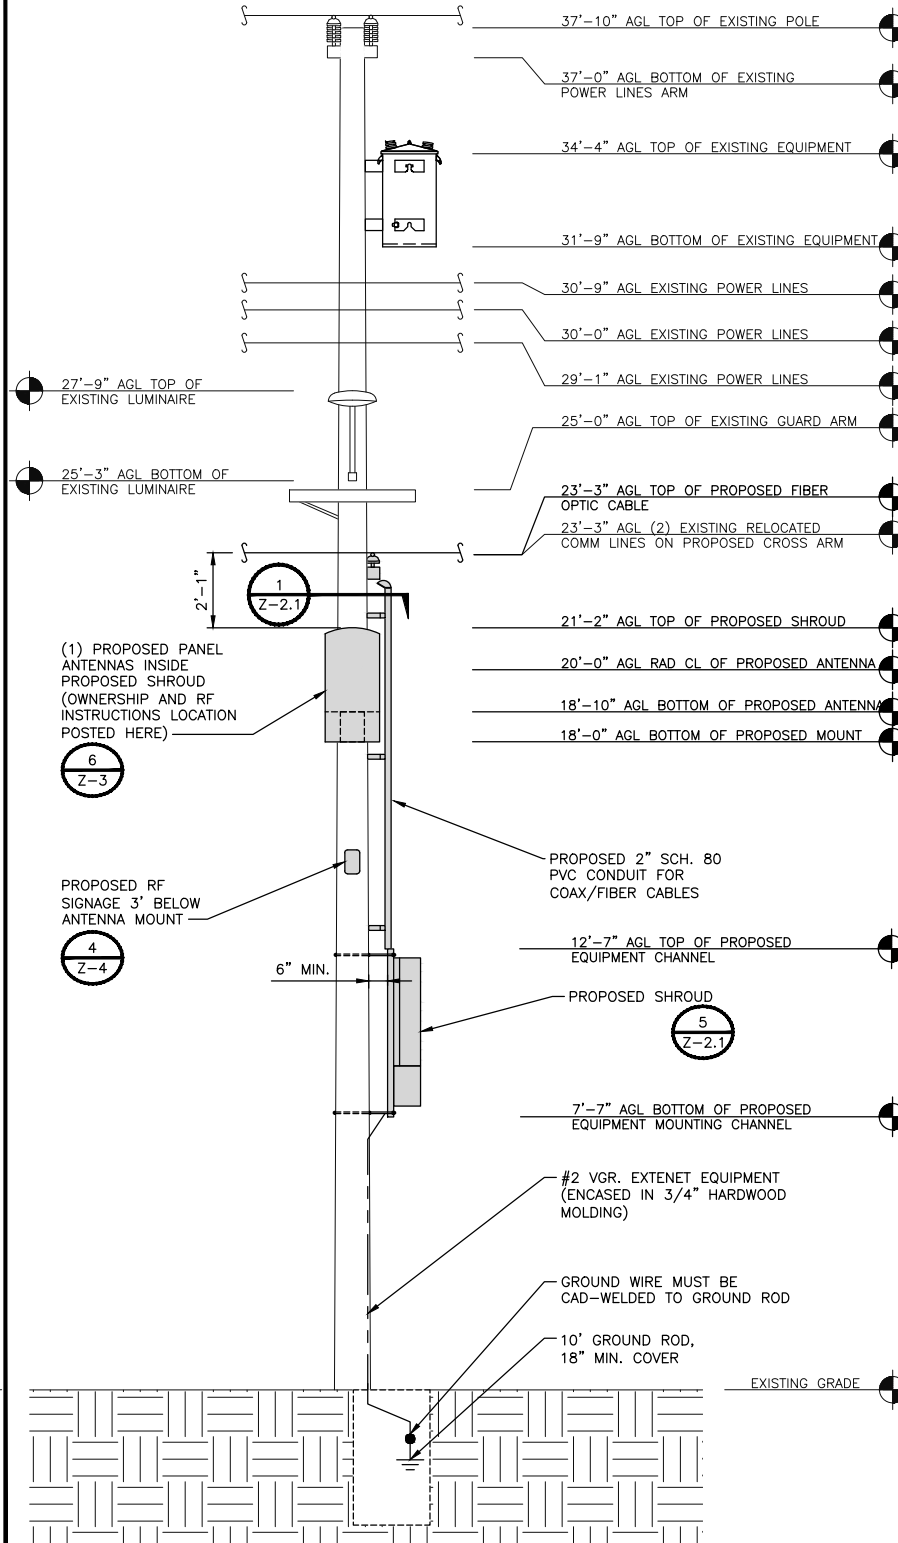 37'-10" AGL TOP OF EXISTING POLE
37'-0" AGL BOTTOM OF EXISTING
POWER LINES ARM
34'-4" AGL TOP OF EXISTING EQUIPMENT
31'-9" AGL BOTTOM OF EXISTING EQUIPMENT
30'-9" AGL EXISTING POWER LINES
30'-0" AGL EXISTING POWER LINES
29'-1" AGL EXISTING POWER LINES
27'-9" AGL TOP OF
EXISTING LUMINAIRE
25'-0" AGL TOP OF EXISTING GUARD ARM
25'-3" AGL BOTTOM OF
EXISTING LUMINAIRE
23'-3" AGL TOP OF PROPOSED FIBER
OPTIC CABLE
23'-3" AGL (2) EXISTING RELOCATED
COMM LINES ON PROPOSED CROSS ARM
2'-1"
1
Z-2.1
21'-2" AGL TOP OF PROPOSED SHROUD
(1) PROPOSED PANEL
ANTENNAS INSIDE
PROPOSED SHROUD
(OWNERSHIP AND RF
INSTRUCTIONS LOCATION
POSTED HERE)
6
Z-3
20'-0" AGL RAD CL OF PROPOSED ANTENNA
18'-10" AGL BOTTOM OF PROPOSED ANTENNA
18'-0" AGL BOTTOM OF PROPOSED MOUNT
PROPOSED 2" SCH. 80
PVC CONDUIT FOR
COAX/FIBER CABLES
PROPOSED RF
SIGNAGE 3' BELOW
ANTENNA MOUNT
4
Z-4
12'-7" AGL TOP OF PROPOSED
EQUIPMENT CHANNEL
6" MIN.
PROPOSED SHROUD
5
Z-2.1
7'-7" AGL BOTTOM OF PROPOSED
EQUIPMENT MOUNTING CHANNEL
#2 VGR. EXTENET EQUIPMENT
(ENCASED IN 3/4" HARDWOOD
MOLDING)
GROUND WIRE MUST BE
CAD-WELDED TO GROUND ROD
10' GROUND ROD,
18" MIN. COVER
EXISTING GRADE